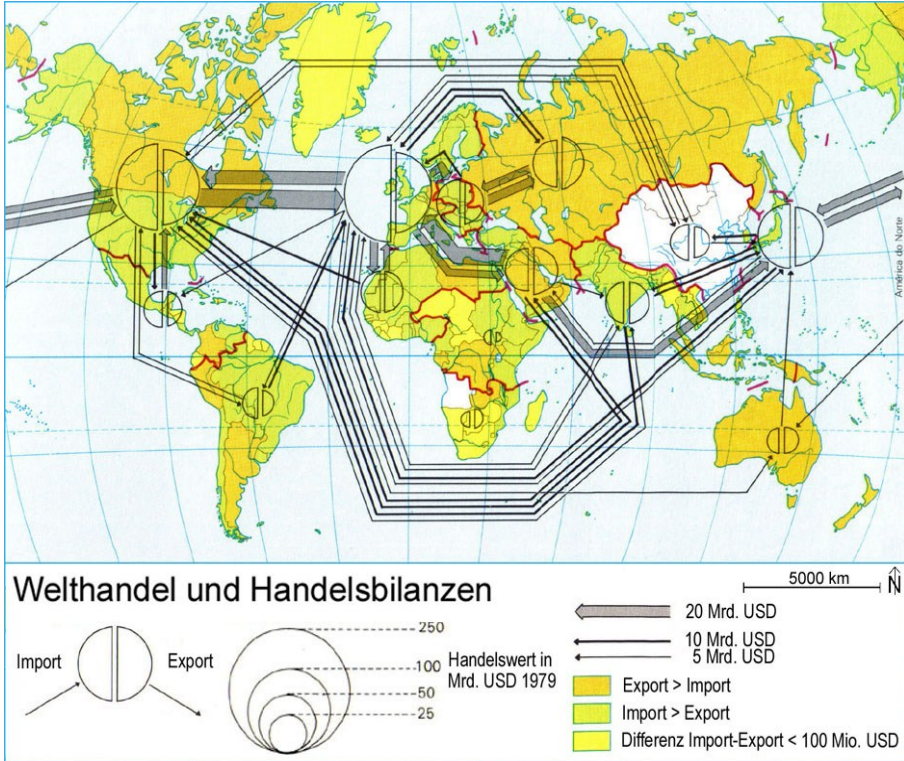 América do Norte
Welthandel und Handelsbilanzen
5000 km
N
Import
Export
250
100
50
25
Handelswert in
Mrd. USD 1979
20 Mrd. USD
10 Mrd. USD
5 Mrd. USD
Export > Import
Import > Export
Differenz Import-Export < 100 Mio. USD